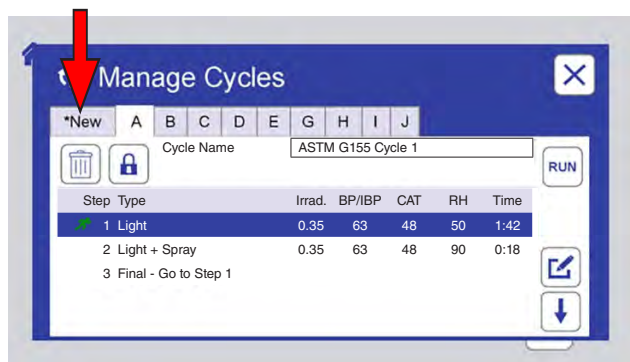 Manage Cycles
*New A B C D E G H I J
Cycle Name ASTM G155 Cycle 1
RUN
Step Type Irrad. BP/IBP CAT RH Time
1 Light 0.35 63 48 50 1:42
2 Light + Spray 0.35 63 48 90 0:18
3 Final - Go to Step 1